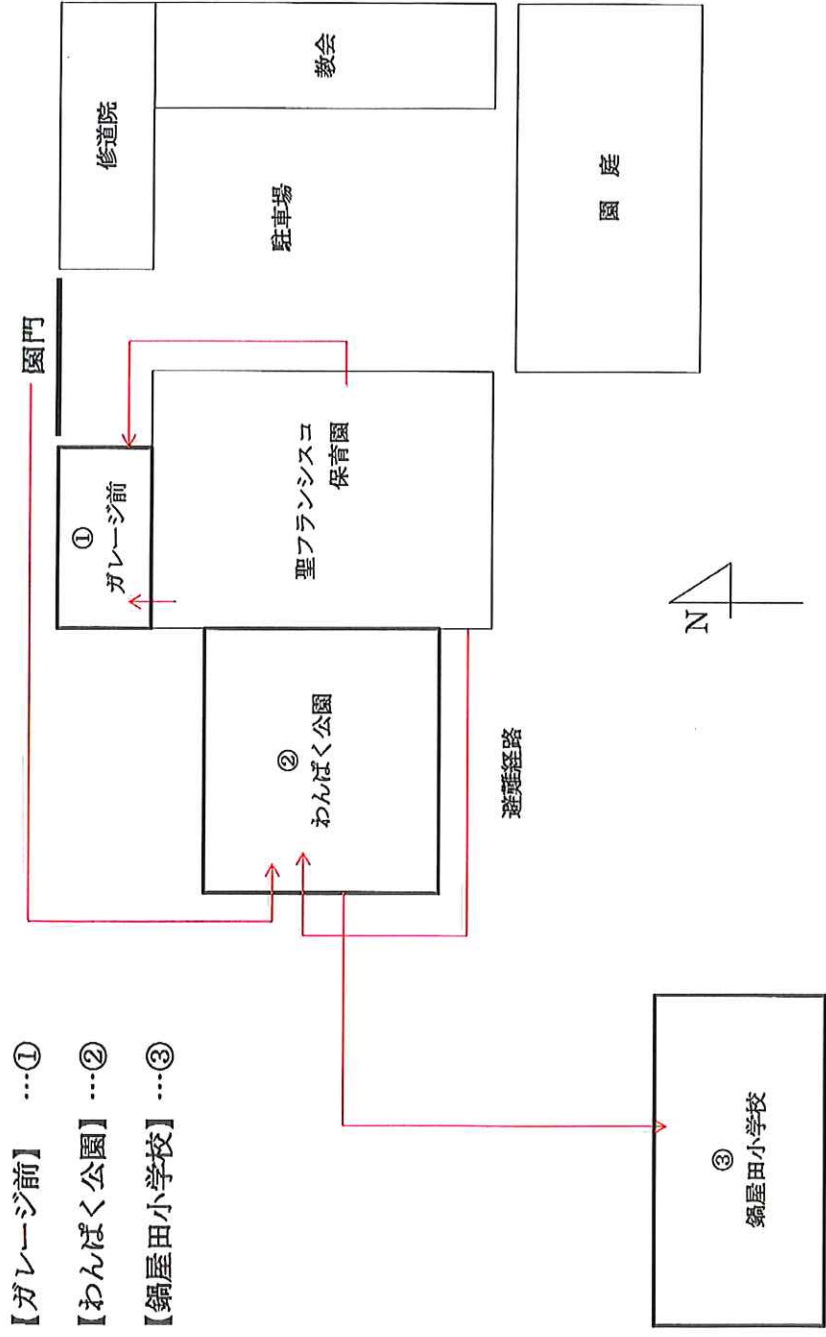 【ガレージ前】 …①
【わんぱく公園】 …②
【鍋屋田小学校】 …③
園門
修道院
教会
駐車場
①
ガレージ前
聖フランシスコ
保育園
園 庭
②
わんぱく公園
避難経路
N
③
鍋屋田小学校